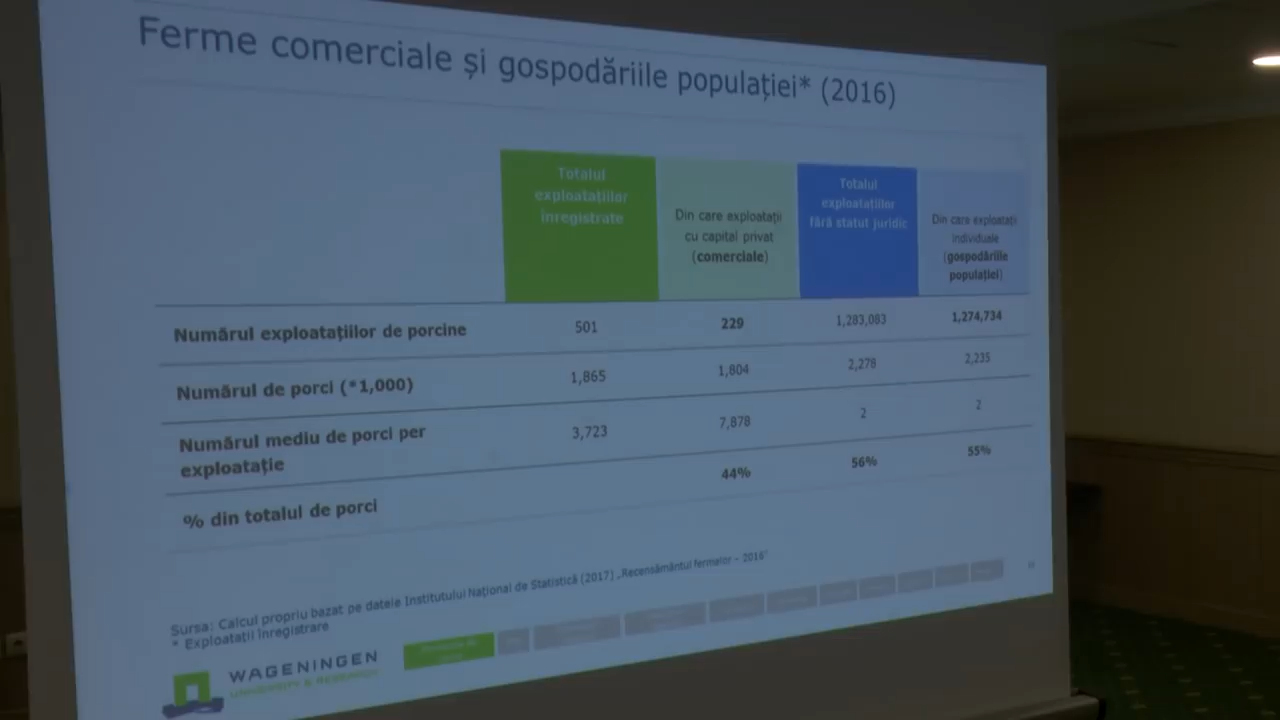 Ferme comerciale și gospodăriile populației* (2016)
Totalul
exploatațiilor
înregistrate
Din care exploatații
cu capital privat
(comerciale)
Totalul
exploatațiilor
fără statut juridic
Din care exploatații
individuale
(gospodăriile
populației)
Numărul exploatațiilor de porcine 501 229 1,283,083 1,274,734
Numărul de porci (*1,000) 1,865 1,804 2,278 2,235
Numărul mediu de porci per
exploatație
3,723 7,878 2 2
% din totalul de porci 44% 56% 55%
Sursa: Calcul propriu bazat pe datele Institutului Național de Statistică (2017) „Recensământul fermelor – 2016”
* Exploatații înregistrare
WAGENINGEN
UNIVERSITY & RESEARCH